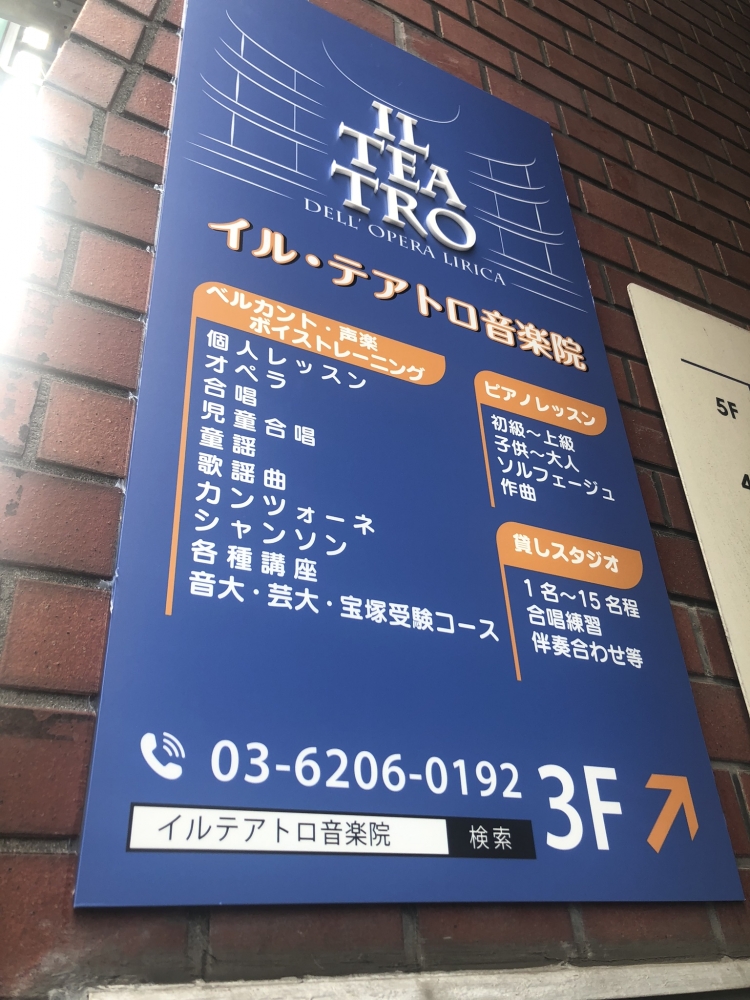 IL
TEA
TRO
DELL' OPERA LIRICA
イル・テアトロ音楽院
ベルカント・声楽
ボイストレーニング
個人レッスン
オペラ
合唱
児童合唱
童謡
歌謡曲
カンツォーネ
シャンソン
各種講座
音大・芸大・宝塚受験コース
ピアノレッスン
初級～上級
子供～大人
ソルフェージュ
作曲
貸しスタジオ
1名～15名程
合唱練習
伴奏合わせ等
03-6206-0192
3F
イルテアトロ音楽院 検索
5F
4